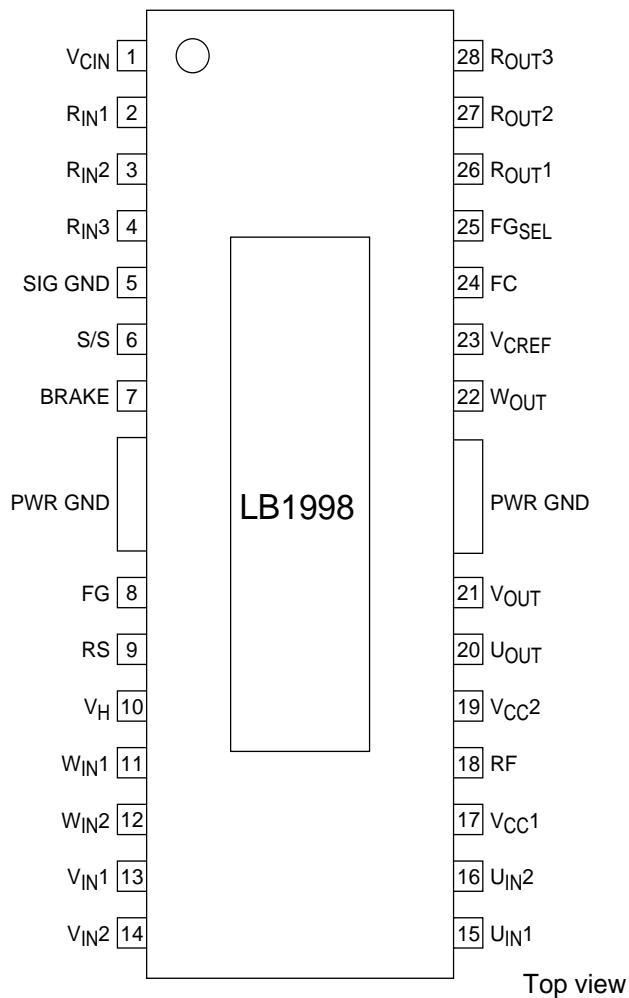 VCIN 1
28 ROUT3
RIN1 2
27 ROUT2
RIN2 3
26 ROUT1
RIN3 4
25 FGSEL
SIG GND 5
24 FC
S/S 6
23 VCREF
BRAKE 7
22 WOUT
PWR GND
LB1998
PWR GND
FG 8
21 VOUT
RS 9
20 UOUT
VH 10
19 VCC2
WIN1 11
18 RF
WIN2 12
17 VCC1
VIN1 13
16 UIN2
VIN2 14
15 UIN1
Top view